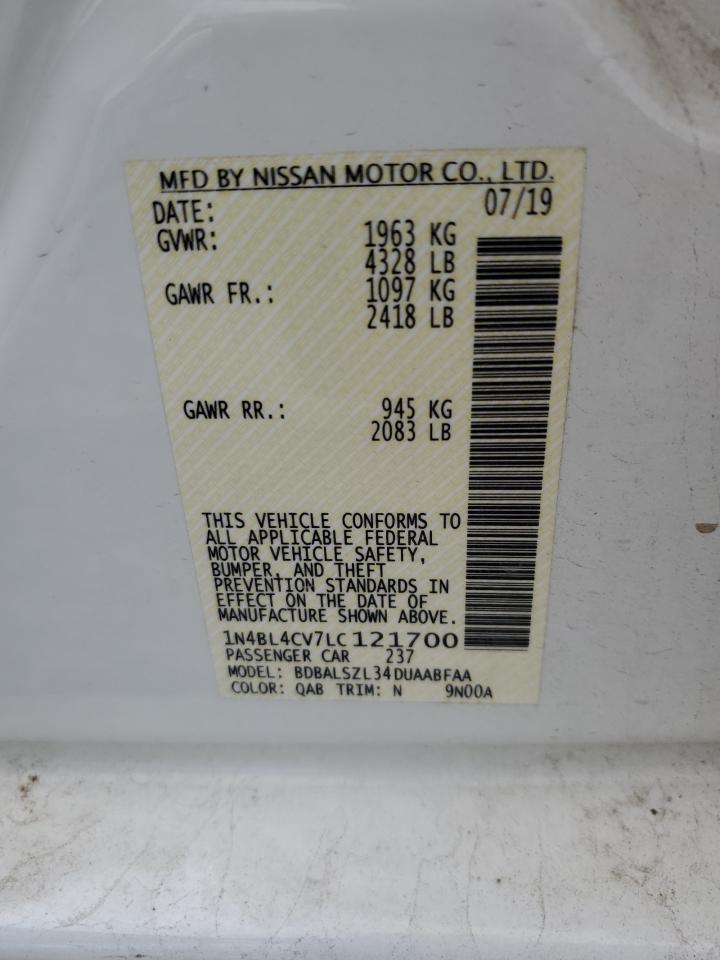 MFD BY NISSAN MOTOR CO., LTD.
DATE: 07/19
GVWR: 1963 KG
4328 LB
GAWR FR.: 1097 KG
2418 LB
GAWR RR.: 945 KG
2083 LB
THIS VEHICLE CONFORMS TO
ALL APPLICABLE FEDERAL
MOTOR VEHICLE SAFETY,
BUMPER, AND THEFT
PREVENTION STANDARDS IN
EFFECT ON THE DATE OF
MANUFACTURE SHOWN ABOVE.
1N4BL4CV7LC121700
PASSENGER CAR 237
MODEL: BDBALSZL34DUAABFAA
COLOR: QAB TRIM: N 9N00A